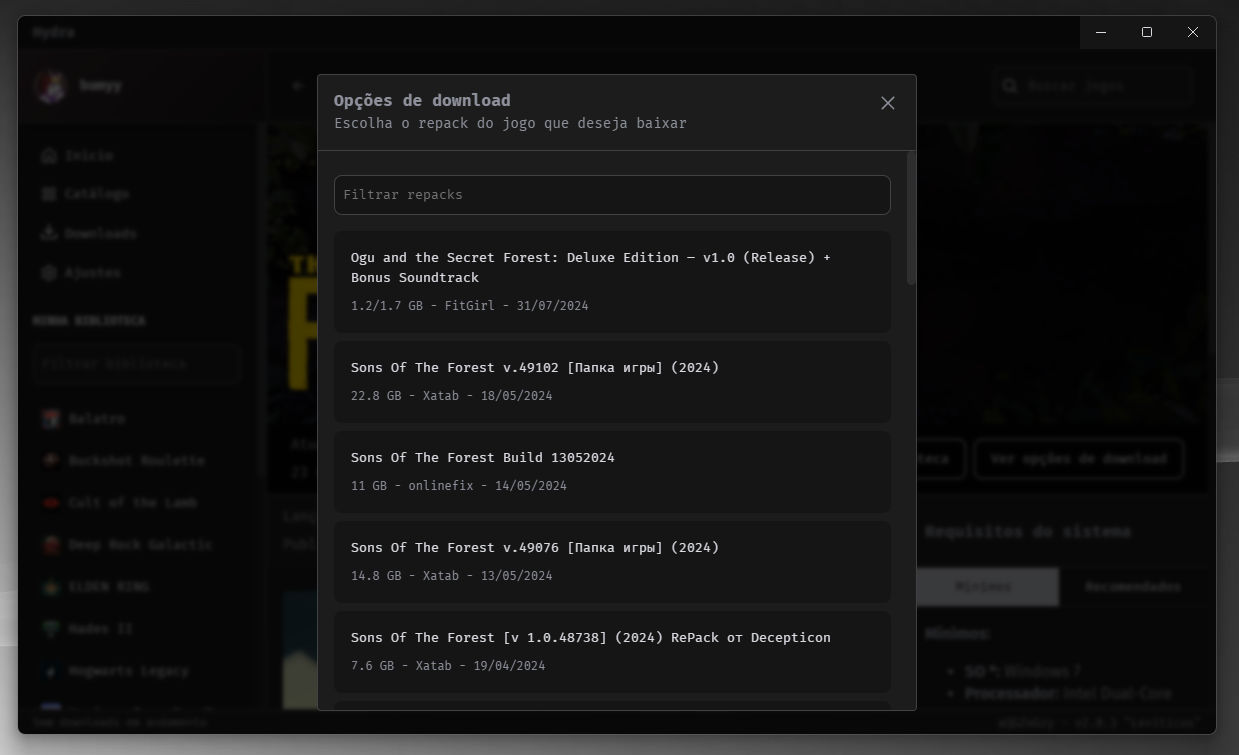 Hydra
bumyy
Buscar jogos
Opções de download
Escolha o repack do jogo que deseja baixar
Início
Catálogo
Downloads
Ajustes
MINHA BIBLIOTECA
Filtrar biblioteca
Balatro
Buckshot Roulette
Cult of the Lamb
Deep Rock Galactic
ELDEN RING
Hades II
Hogwarts Legacy
Filtrar repacks
Ogu and the Secret Forest: Deluxe Edition – v1.0 (Release) +
Bonus Soundtrack
1.2/1.7 GB - FitGirl - 31/07/2024
Sons Of The Forest v.49102 [Папка игры] (2024)
22.8 GB - Xatab - 18/05/2024
Sons Of The Forest Build 13052024
11 GB - onlinefix - 14/05/2024
Sons Of The Forest v.49076 [Папка игры] (2024)
14.8 GB - Xatab - 13/05/2024
Sons Of The Forest [v 1.0.48738] (2024) RePack от Decepticon
7.6 GB - Xatab - 19/04/2024
Ver opções de download
Requisitos do sistema
Mínimos
Recomendados
Mínimos:
SO *: Windows 7
Processador: Intel Dual-Core
Sem downloads em andamento